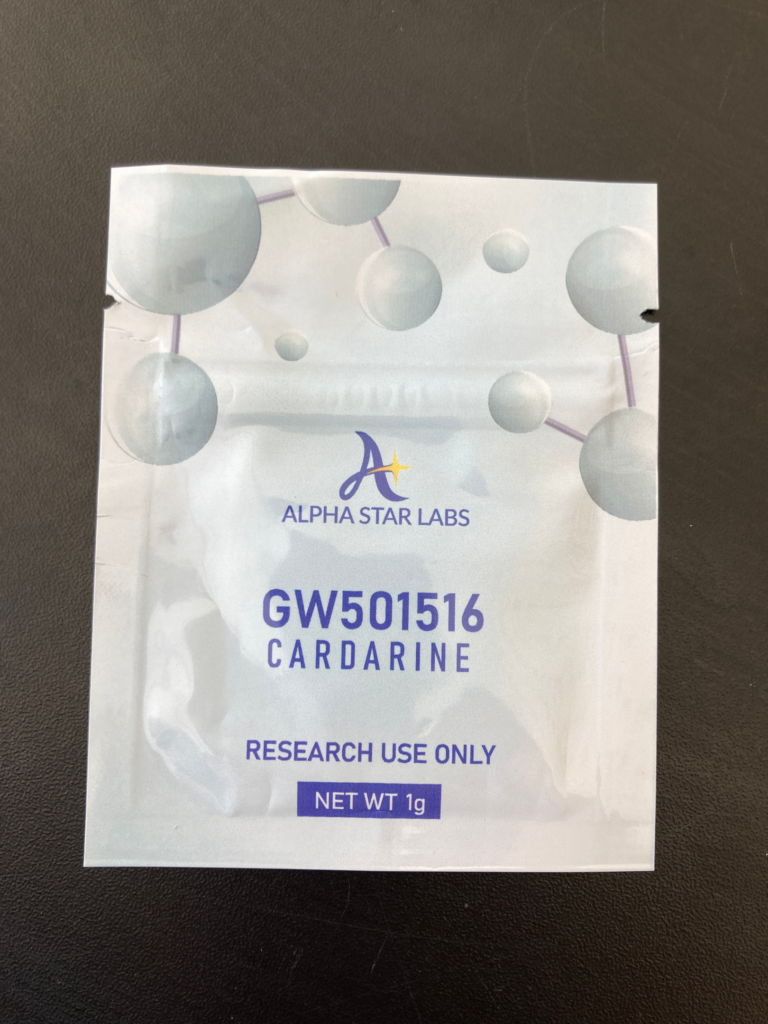 ALPHA STAR LABS
GW501516
CARDARINE
RESEARCH USE ONLY
NET WT 1g